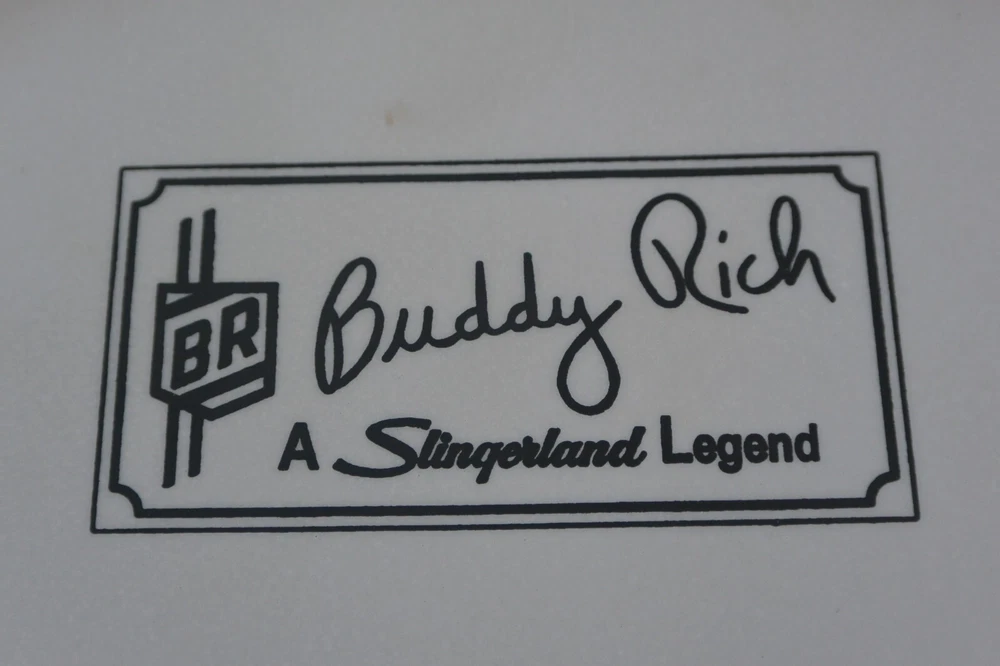 BR
Buddy Rich
A Slingerland Legend